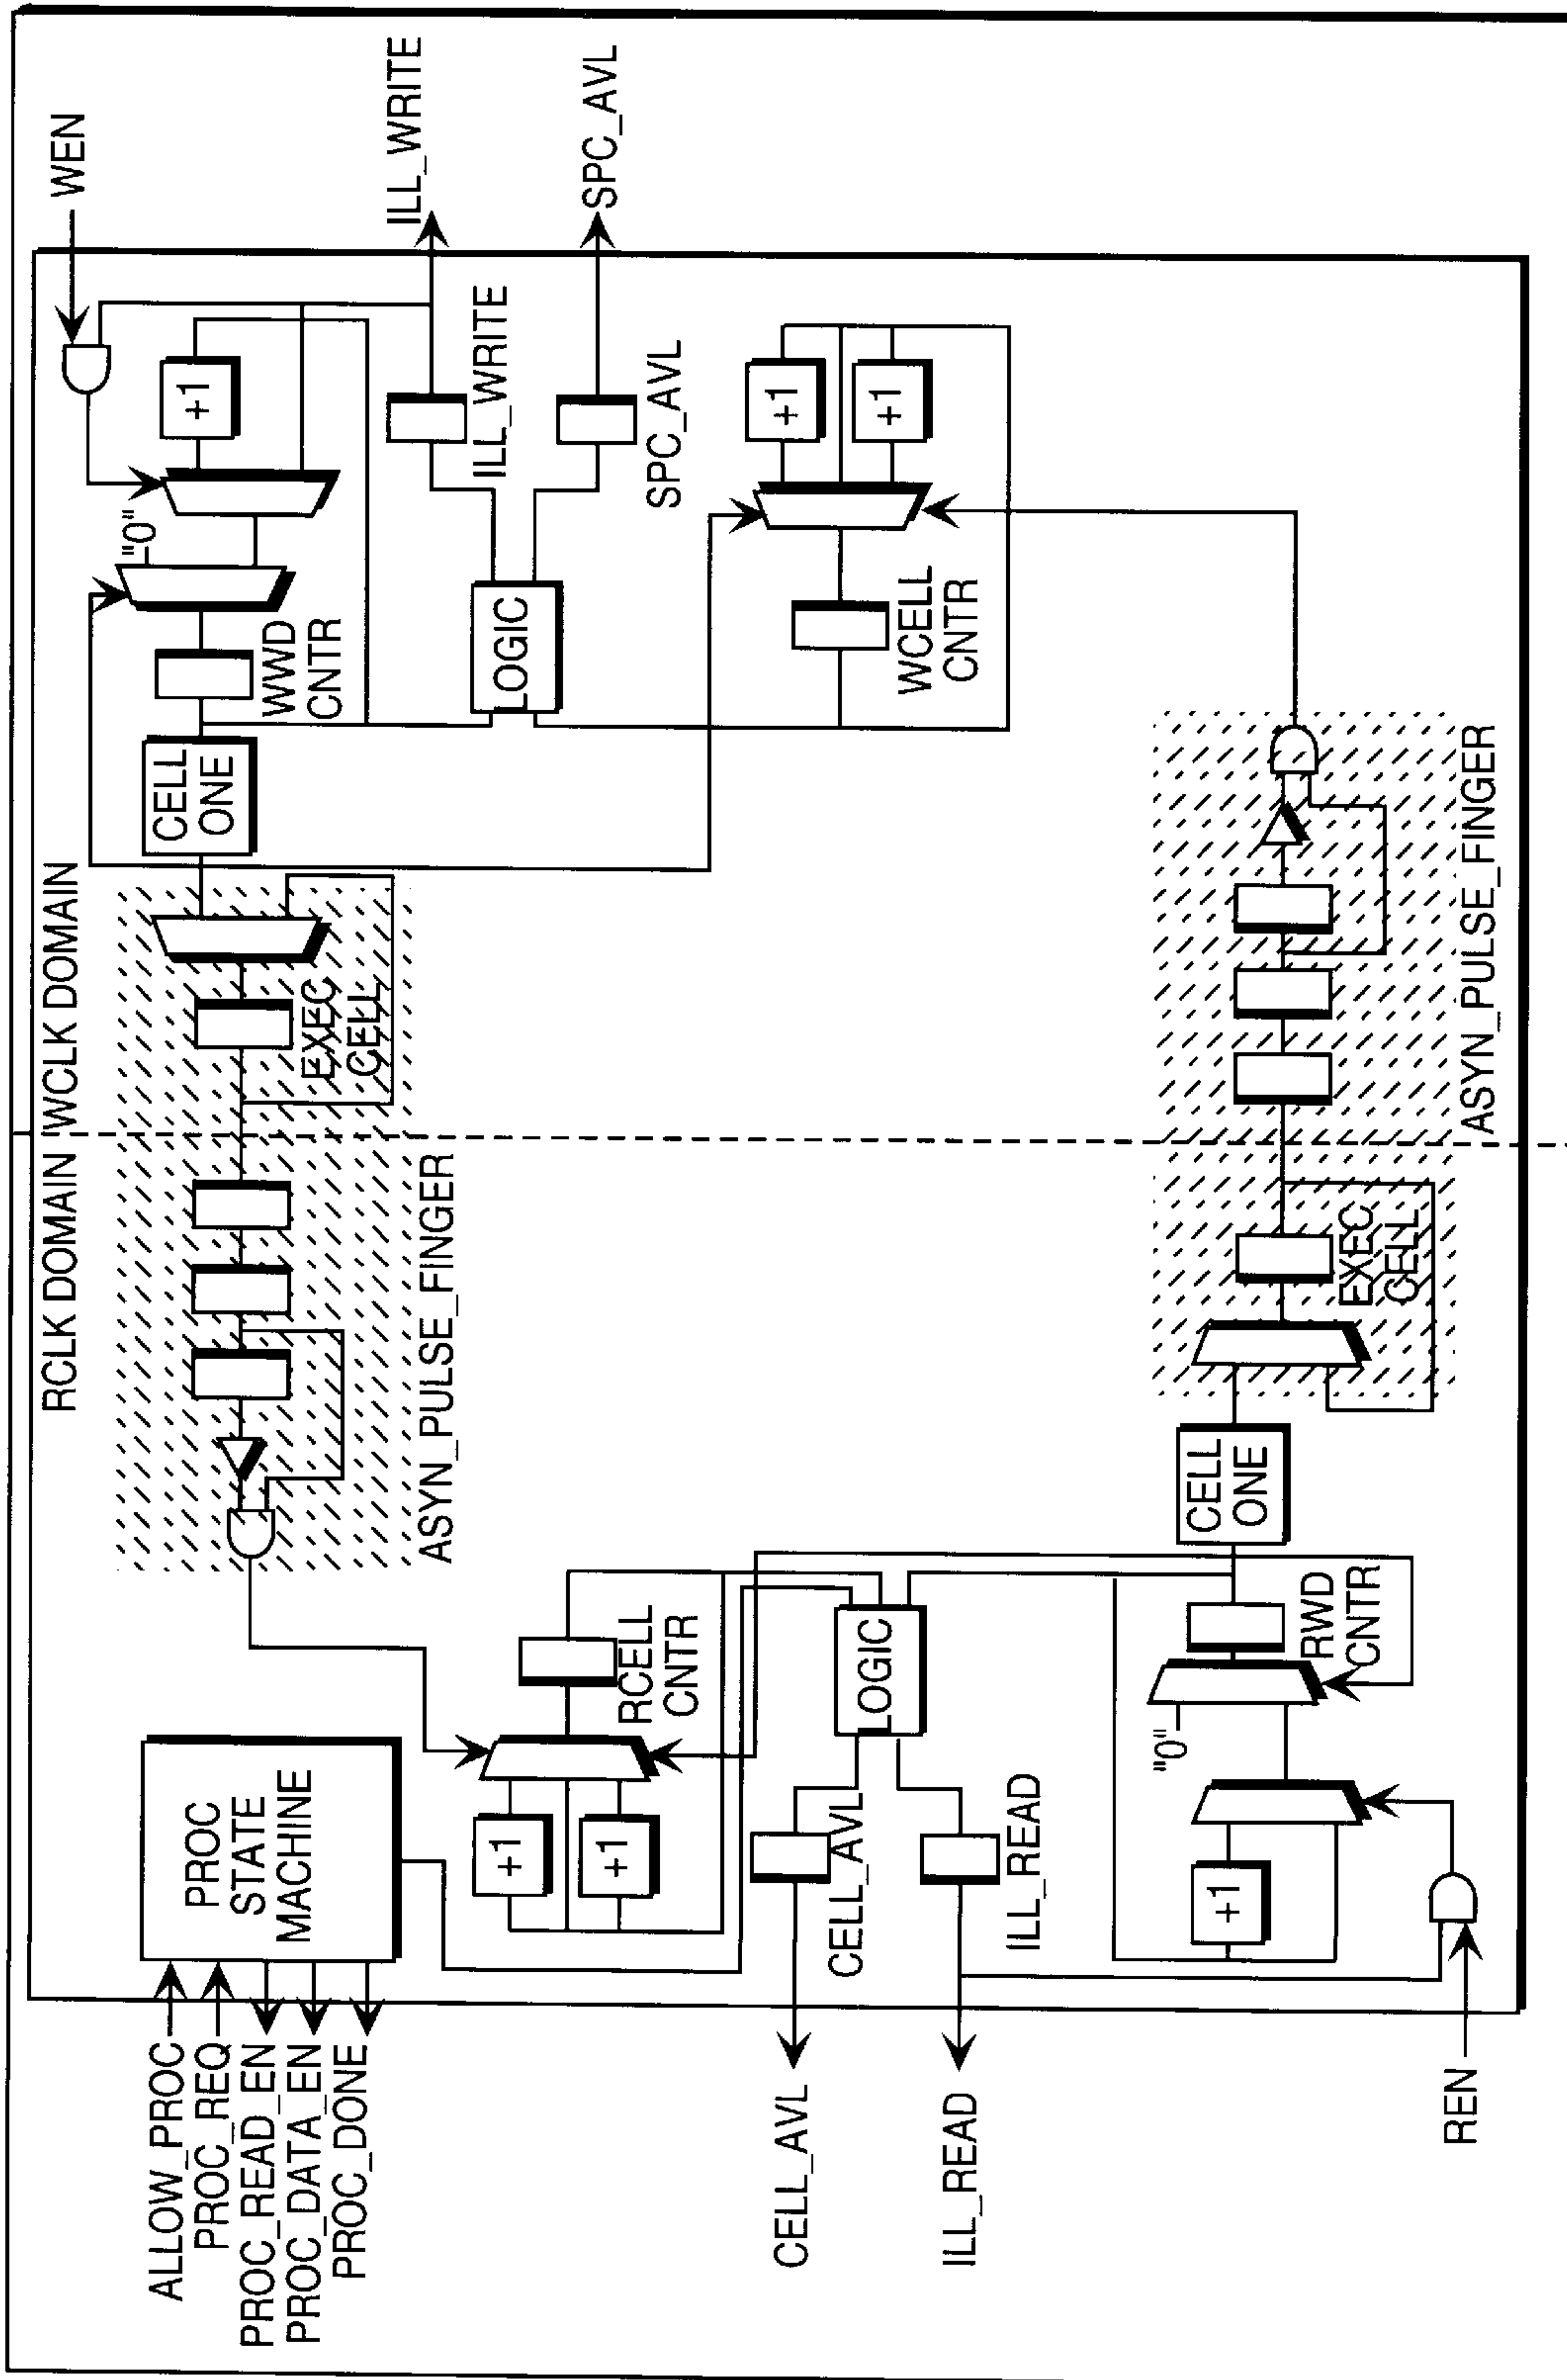 ALLOW_PROC
PROC_REQ
PROC_READ_EN
PROC_DATA_EN
PROC_DONE
PROC
STATE
MACHINE
RCLK DOMAIN
WCLK DOMAIN
ASYN_PULSE_FINGER
EXEC
CELL
CELL
ONE
WWD
CNTR
"0"
+1
WEN
ILL_WRITE
ILL_WRITE
SPC_AVL
SPC_AVL
LOGIC
+1
+1
WCELL
CNTR
+1
+1
RCELL
CNTR
LOGIC
CELL_AVL
CELL_AVL
ILL_READ
ILL_READ
"0"
+1
RWD
CNTR
CELL
ONE
EXEC
CELL
ASYN_PULSE_FINGER
REN